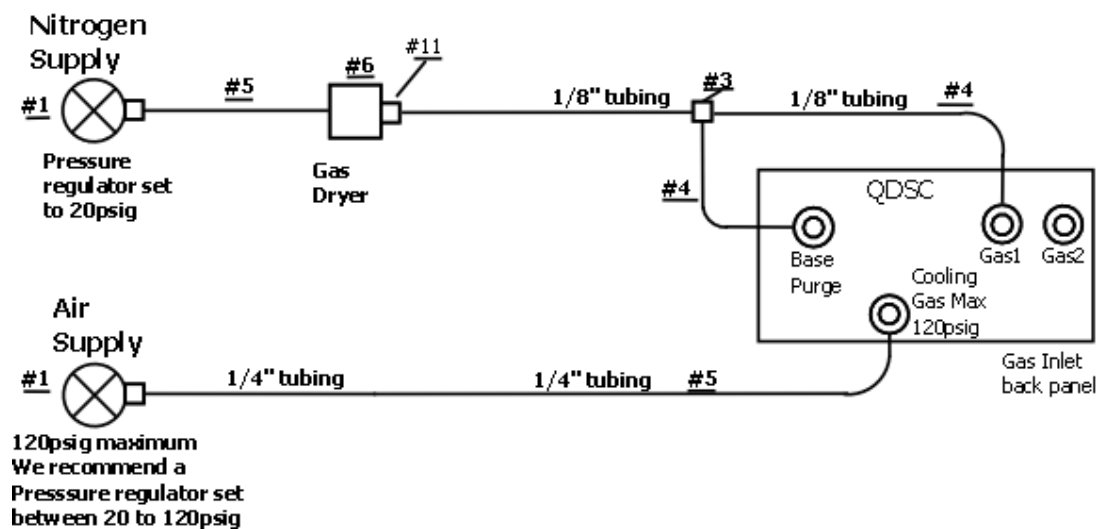 Nitrogen
Supply
#1
#5
#6
#11
1/8" tubing
#3
1/8" tubing
#4
Pressure
regulator set
to 20psig
Gas
Dryer
#4
QDSC
Base
Purge
Gas1
Gas2
Cooling
Gas Max
120psig
Gas Inlet
back panel
Air
Supply
#1
1/4" tubing
1/4" tubing
#5
120psig maximum
We recommend a
Presssure regulator set
between 20 to 120psig